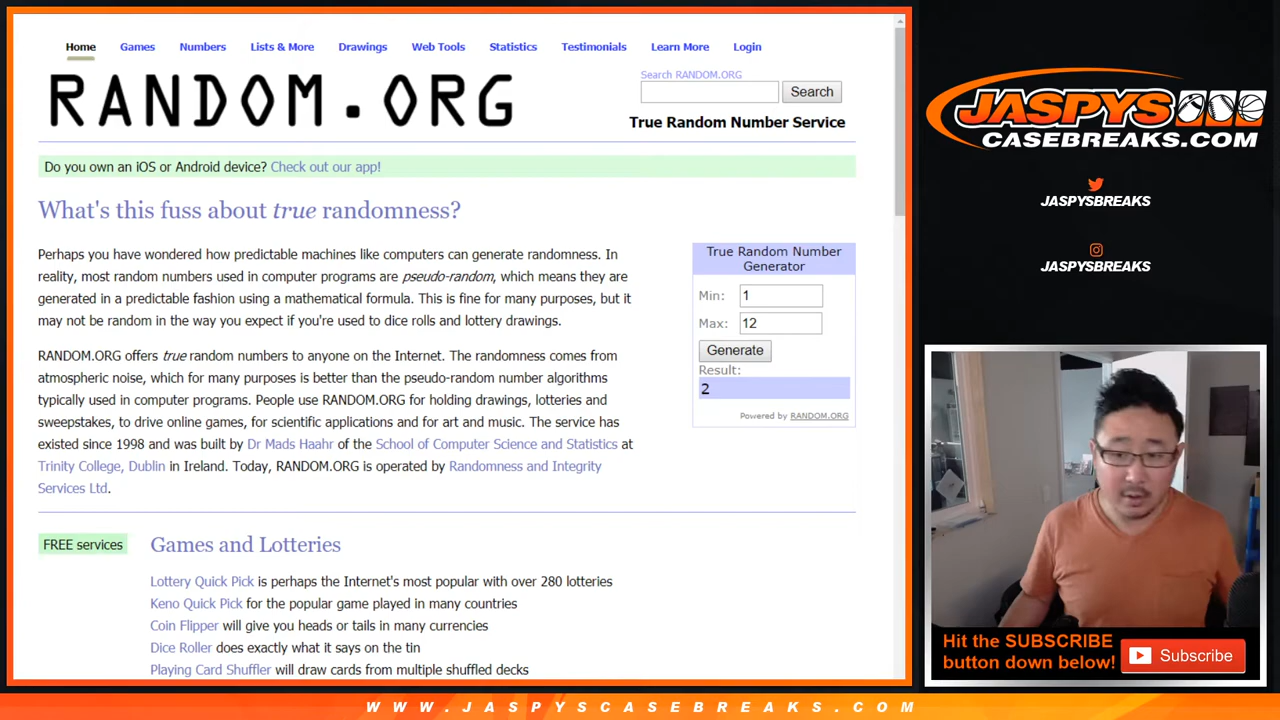 Home Games Numbers Lists & More Drawings Web Tools Statistics Testimonials Learn More Login
RANDOM.ORG
Search RANDOM.ORG
Search
True Random Number Service
Do you own an iOS or Android device? Check out our app!
What's this fuss about true randomness?
Perhaps you have wondered how predictable machines like computers can generate randomness. In
reality, most random numbers used in computer programs are pseudo-random, which means they are
generated in a predictable fashion using a mathematical formula. This is fine for many purposes, but it
may not be random in the way you expect if you're used to dice rolls and lottery drawings.
RANDOM.ORG offers true random numbers to anyone on the Internet. The randomness comes from
atmospheric noise, which for many purposes is better than the pseudo-random number algorithms
typically used in computer programs. People use RANDOM.ORG for holding drawings, lotteries and
sweepstakes, to drive online games, for scientific applications and for art and music. The service has
existed since 1998 and was built by Dr Mads Haahr of the School of Computer Science and Statistics at
Trinity College, Dublin in Ireland. Today, RANDOM.ORG is operated by Randomness and Integrity
Services Ltd.
True Random Number
Generator
Min: 1
Max: 12
Generate
Result:
2
Powered by RANDOM.ORG
FREE services
Games and Lotteries
Lottery Quick Pick is perhaps the Internet's most popular with over 280 lotteries
Keno Quick Pick for the popular game played in many countries
Coin Flipper will give you heads or tails in many currencies
Dice Roller does exactly what it says on the tin
Playing Card Shuffler will draw cards from multiple shuffled decks
JASPYS
CASEBREAKS.COM
JASPYSBREAKS
JASPYSBREAKS
Hit the SUBSCRIBE
button down below!
Subscribe
WWW.JASPYSCASEBREAKS.COM